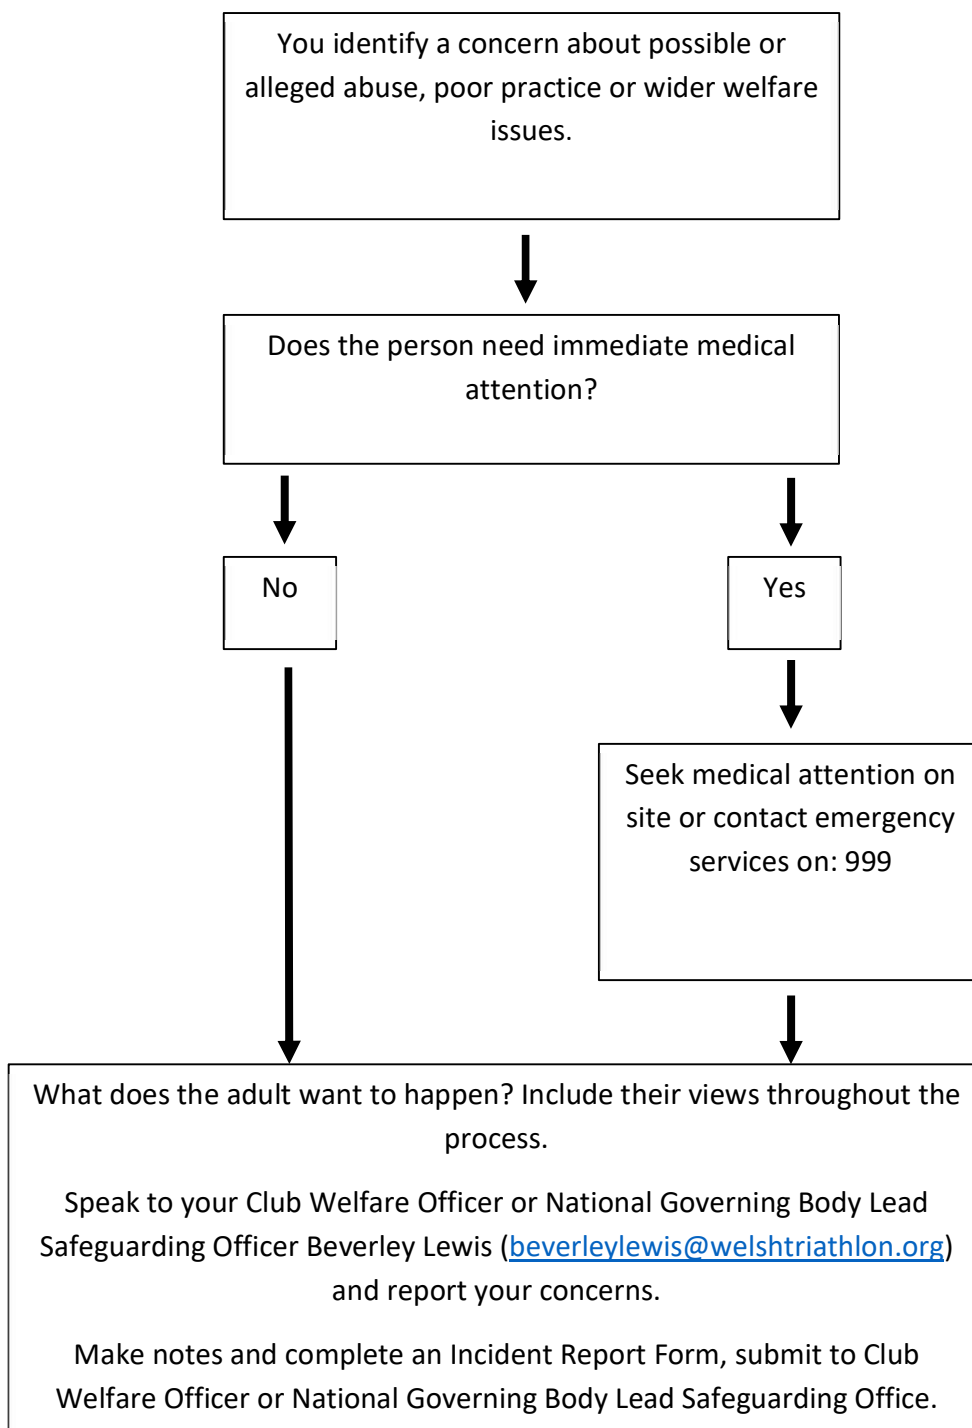 You identify a concern about possible or
alleged abuse, poor practice or wider welfare
issues.
Does the person need immediate medical
attention?
No
Yes
Seek medical attention on
site or contact emergency
services on: 999
What does the adult want to happen? Include their views throughout the
process.
Speak to your Club Welfare Officer or National Governing Body Lead
Safeguarding Officer Beverley Lewis (beverleylewis@welshtriathlon.org)
and report your concerns.
Make notes and complete an Incident Report Form, submit to Club
Welfare Officer or National Governing Body Lead Safeguarding Office.